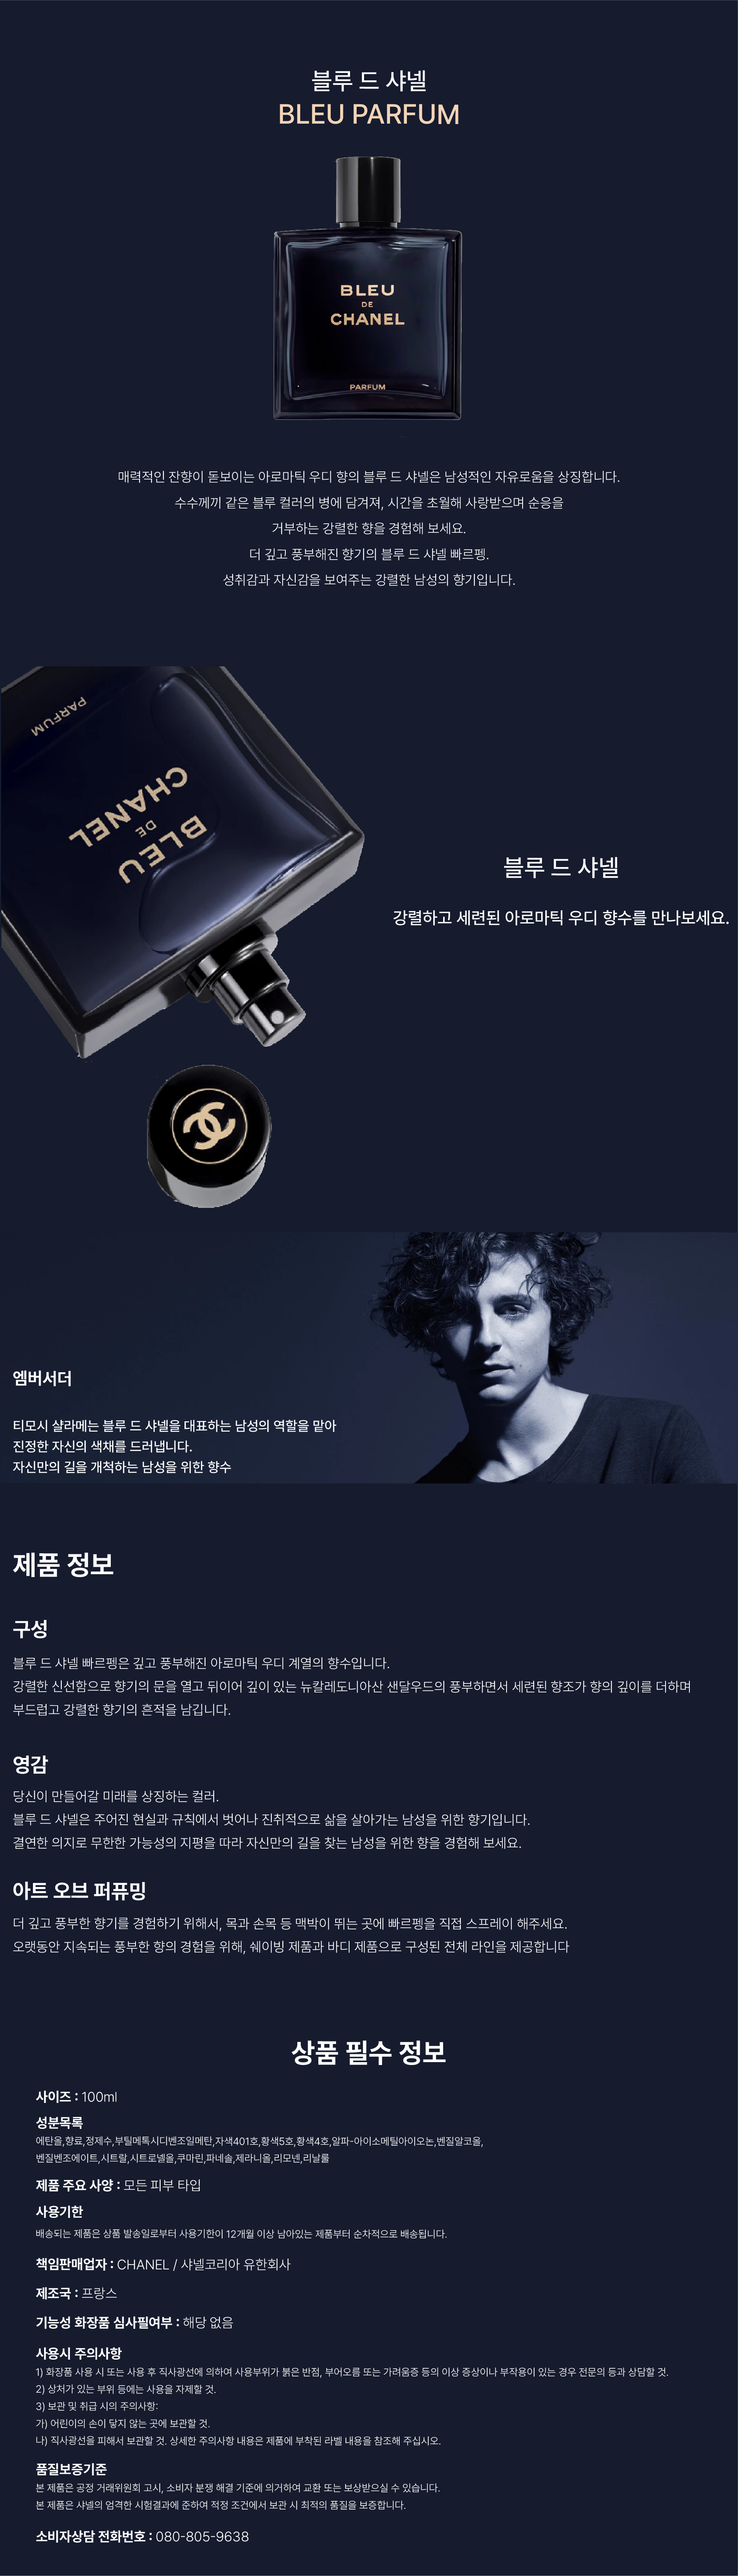 블루 드 샤넬
BLEU PARFUM
BLEU
DE
CHANEL
PARFUM
매력적인 잔향이 돋보이는 아로마틱 우디 향의 블루 드 샤넬은 남성적인 자유로움을 상징합니다.
수수께끼 같은 블루 컬러의 병에 담겨져, 시간을 초월해 사랑받으며 순응을
거부하는 강렬한 향을 경험해 보세요.
더 깊고 풍부해진 향기의 블루 드 샤넬 빠르펭.
성취감과 자신감을 보여주는 강렬한 남성의 향기입니다.
PARFUM
BLEU
DE
CHANEL
블루 드 샤넬
강렬하고 세련된 아로마틱 우디 향수를 만나보세요.
엠버서더
티모시 샬라메는 블루 드 샤넬을 대표하는 남성의 역할을 맡아
진정한 자신의 색채를 드러냅니다.
자신만의 길을 개척하는 남성을 위한 향수
제품 정보
구성
블루 드 샤넬 빠르펭은 깊고 풍부해진 아로마틱 우디 계열의 향수입니다.
강렬한 신선함으로 향기의 문을 열고 뒤이어 깊이 있는 뉴칼레도니아산 샌달우드의 풍부하면서 세련된 향조가 향의 깊이를 더하며
부드럽고 강렬한 향기의 흔적을 남깁니다.
영감
당신이 만들어갈 미래를 상징하는 컬러.
블루 드 샤넬은 주어진 현실과 규칙에서 벗어나 진취적으로 삶을 살아가는 남성을 위한 향기입니다.
결연한 의지로 무한한 가능성의 지평을 따라 자신만의 길을 찾는 남성을 위한 향을 경험해 보세요.
아트 오브 퍼퓨밍
더 깊고 풍부한 향기를 경험하기 위해서, 목과 손목 등 맥박이 뛰는 곳에 빠르펭을 직접 스프레이 해주세요.
오랫동안 지속되는 풍부한 향의 경험을 위해, 쉐이빙 제품과 바디 제품으로 구성된 전체 라인을 제공합니다
상품 필수 정보
사이즈 : 100ml
성분목록
에탄올,향료,정제수,부틸메톡시디벤조일메탄,자색401호,황색5호,황색4호,알파-아이소메틸아이오논,벤질알코올,
벤질벤조에이트,시트랄,시트로넬올,쿠마린,파네솔,제라니올,리모넨,리날룰
제품 주요 사양 : 모든 피부 타입
사용기한
배송되는 제품은 상품 발송일로부터 사용기한이 12개월 이상 남아있는 제품부터 순차적으로 배송됩니다.
책임판매업자 : CHANEL / 샤넬코리아 유한회사
제조국 : 프랑스
기능성 화장품 심사필여부 : 해당 없음
사용시 주의사항
1) 화장품 사용 시 또는 사용 후 직사광선에 의하여 사용부위가 붉은 반점, 부어오름 또는 가려움증 등의 이상 증상이나 부작용이 있는 경우 전문의 등과 상담할 것.
2) 상처가 있는 부위 등에는 사용을 자제할 것.
3) 보관 및 취급 시의 주의사항:
가) 어린이의 손이 닿지 않는 곳에 보관할 것.
나) 직사광선을 피해서 보관할 것. 상세한 주의사항 내용은 제품에 부착된 라벨 내용을 참조해 주십시오.
품질보증기준
본 제품은 공정 거래위원회 고시, 소비자 분쟁 해결 기준에 의거하여 교환 또는 보상받으실 수 있습니다.
본 제품은 샤넬의 엄격한 시험결과에 준하여 적정 조건에서 보관 시 최적의 품질을 보증합니다.
소비자상담 전화번호 : 080-805-9638